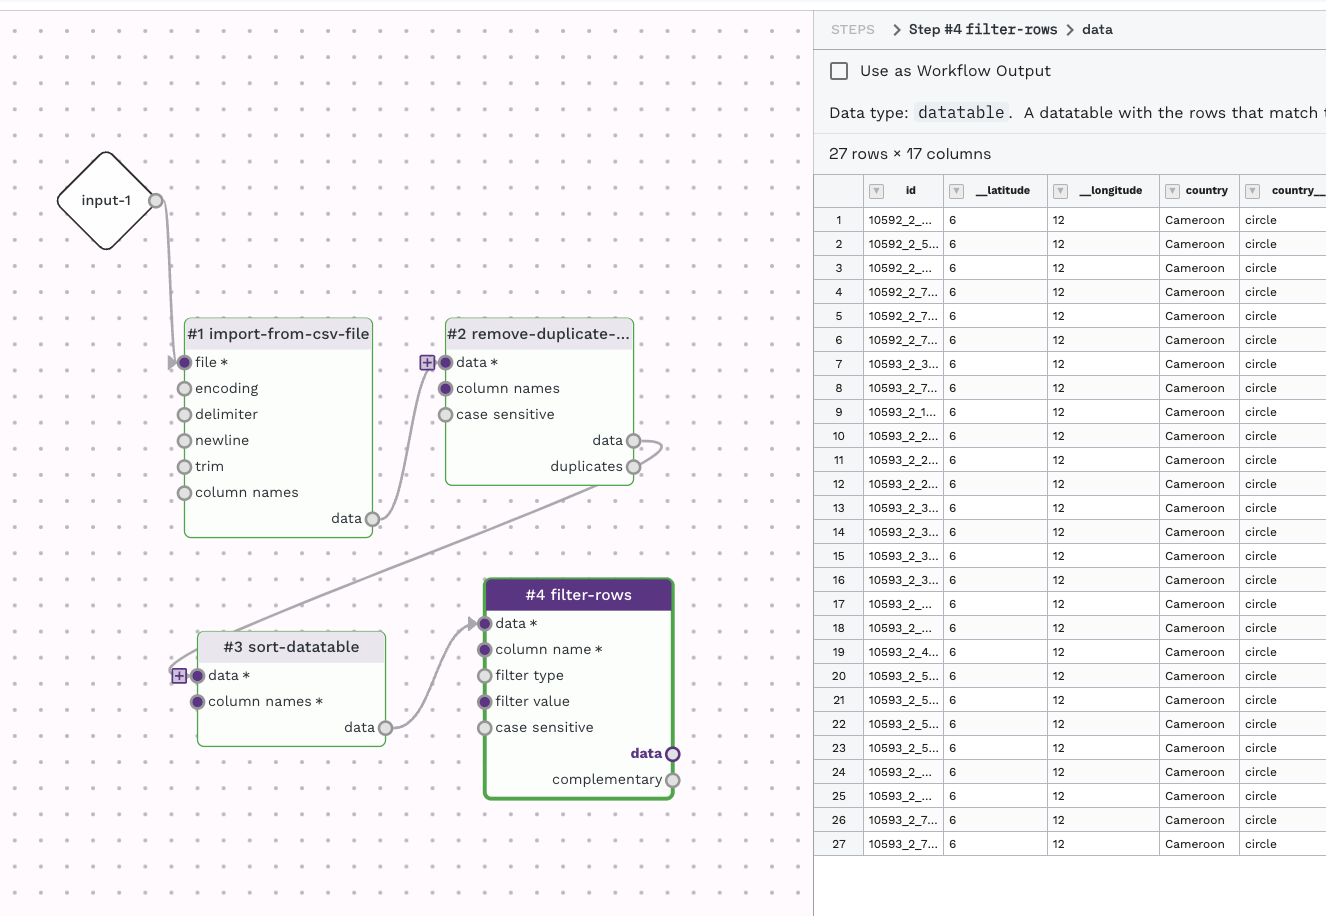 input-1
#1 import-from-csv-file
file *
encoding
delimiter
newline
trim
column names
data
#2 remove-duplicate-...
data *
column names
case sensitive
data
duplicates
#3 sort-datatable
data *
column names *
data
#4 filter-rows
data *
column name *
filter type
filter value
case sensitive
data
complementary
STEPS > Step #4 filter-rows > data
Use as Workflow Output
Data type: datatable. A datatable with the rows that match
27 rows × 17 columns
id __latitude __longitude country country__
1 10592_2_... 6 12 Cameroon circle
2 10592_2_5... 6 12 Cameroon circle
3 10592_2_... 6 12 Cameroon circle
4 10592_2_7... 6 12 Cameroon circle
5 10592_2_7... 6 12 Cameroon circle
6 10592_2_7... 6 12 Cameroon circle
7 10593_2_3... 6 12 Cameroon circle
8 10593_2_7... 6 12 Cameroon circle
9 10593_2_1... 6 12 Cameroon circle
10 10593_2_2... 6 12 Cameroon circle
11 10593_2_2... 6 12 Cameroon circle
12 10593_2_2... 6 12 Cameroon circle
13 10593_2_3... 6 12 Cameroon circle
14 10593_2_3... 6 12 Cameroon circle
15 10593_2_3... 6 12 Cameroon circle
16 10593_2_3... 6 12 Cameroon circle
17 10593_2_... 6 12 Cameroon circle
18 10593_2_... 6 12 Cameroon circle
19 10593_2_4... 6 12 Cameroon circle
20 10593_2_5... 6 12 Cameroon circle
21 10593_2_5... 6 12 Cameroon circle
22 10593_2_5... 6 12 Cameroon circle
23 10593_2_5... 6 12 Cameroon circle
24 10593_2_... 6 12 Cameroon circle
25 10593_2_... 6 12 Cameroon circle
26 10593_2_7... 6 12 Cameroon circle
27 10593_2_7... 6 12 Cameroon circle